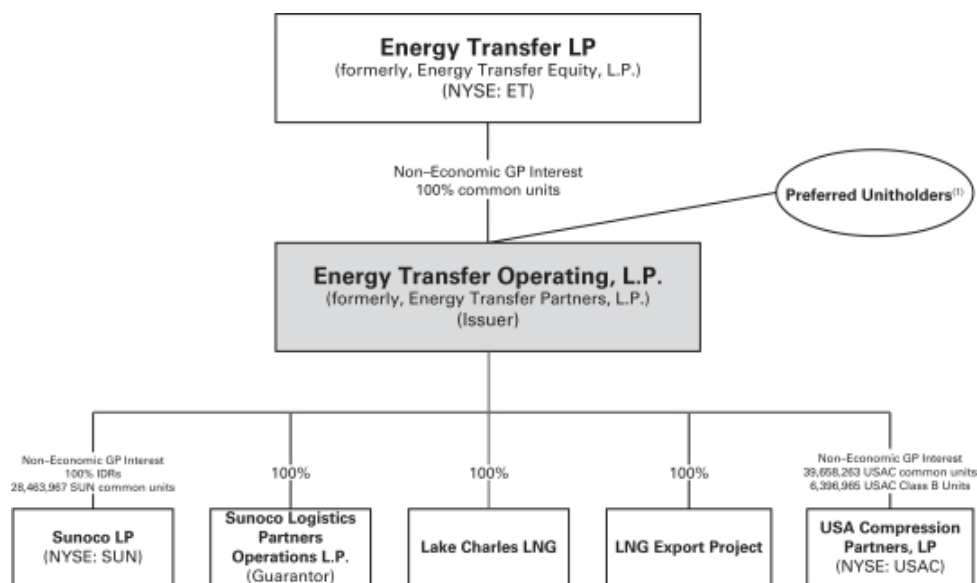 Energy Transfer LP
(formerly, Energy Transfer Equity, L.P.)
(NYSE: ET)
Non–Economic GP Interest
100% common units
Preferred Unitholders(1)
Energy Transfer Operating, L.P.
(formerly, Energy Transfer Partners, L.P.)
(Issuer)
Non–Economic GP Interest
100% IDRs
28,463,967 SUN common units
100%
100%
100%
Non–Economic GP Interest
39,658,263 USAC common units
6,396,965 USAC Class B Units
Sunoco LP
(NYSE: SUN)
Sunoco Logistics
Partners
Operations L.P.
(Guarantor)
Lake Charles LNG
LNG Export Project
USA Compression
Partners, LP
(NYSE: USAC)